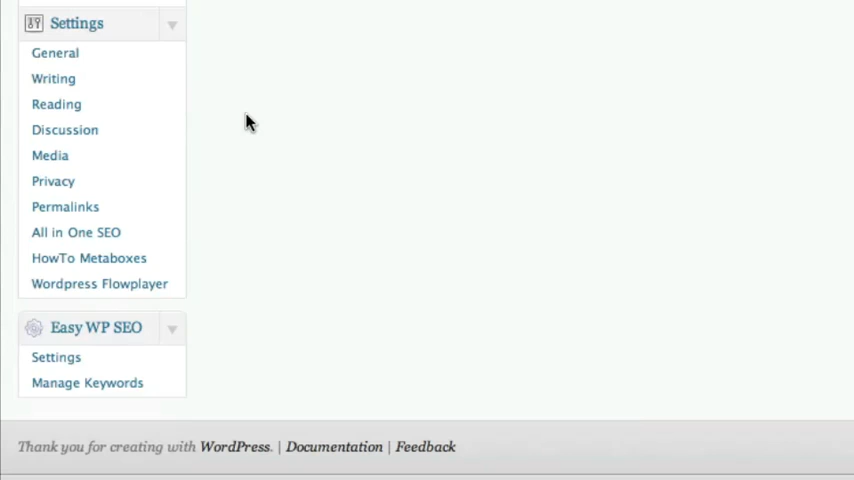 Settings
General
Writing
Reading
Discussion
Media
Privacy
Permalinks
All in One SEO
HowTo Metaboxes
Wordpress Flowplayer
Easy WP SEO
Settings
Manage Keywords
Thank you for creating with WordPress. | Documentation | Feedback